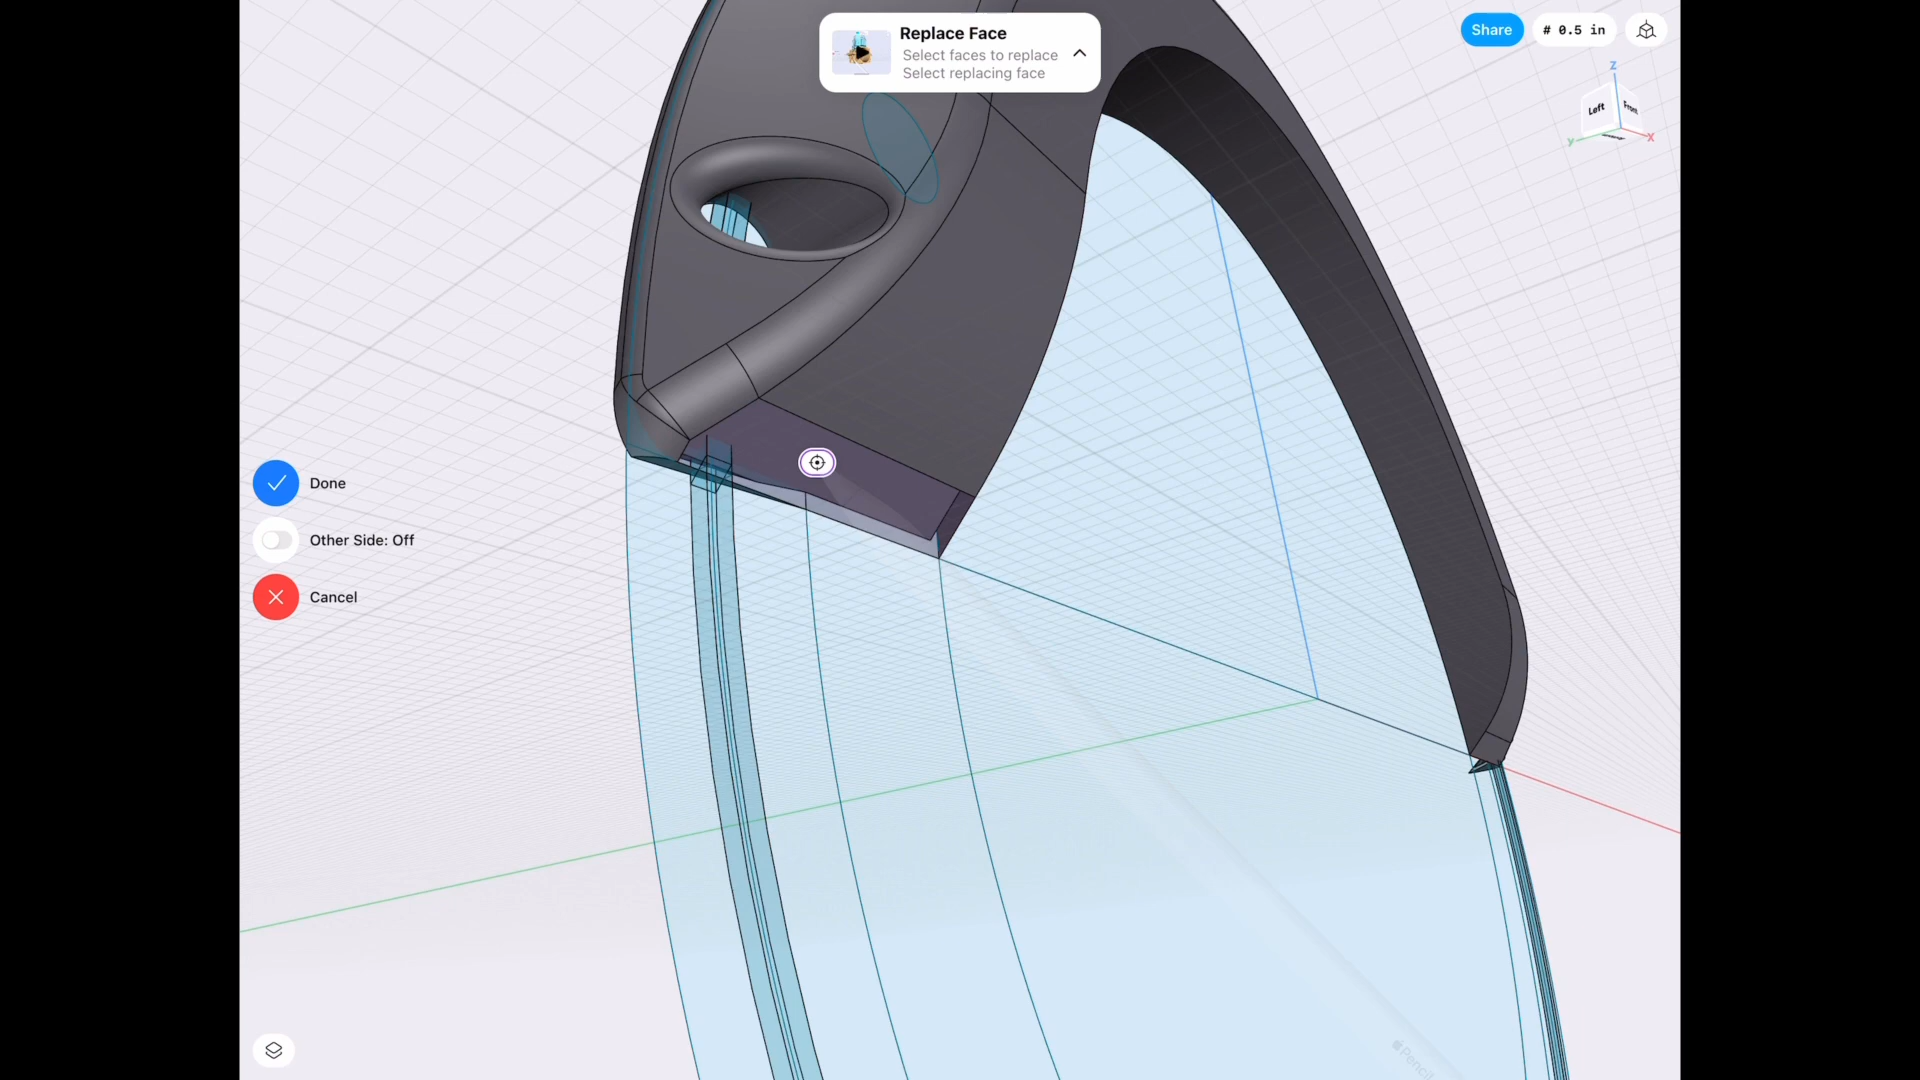 Replace Face
Select faces to replace
Select replacing face
Share
# 0.5 in
Z
Left
Front
Y
X
Done
Other Side: Off
Cancel
Pencil